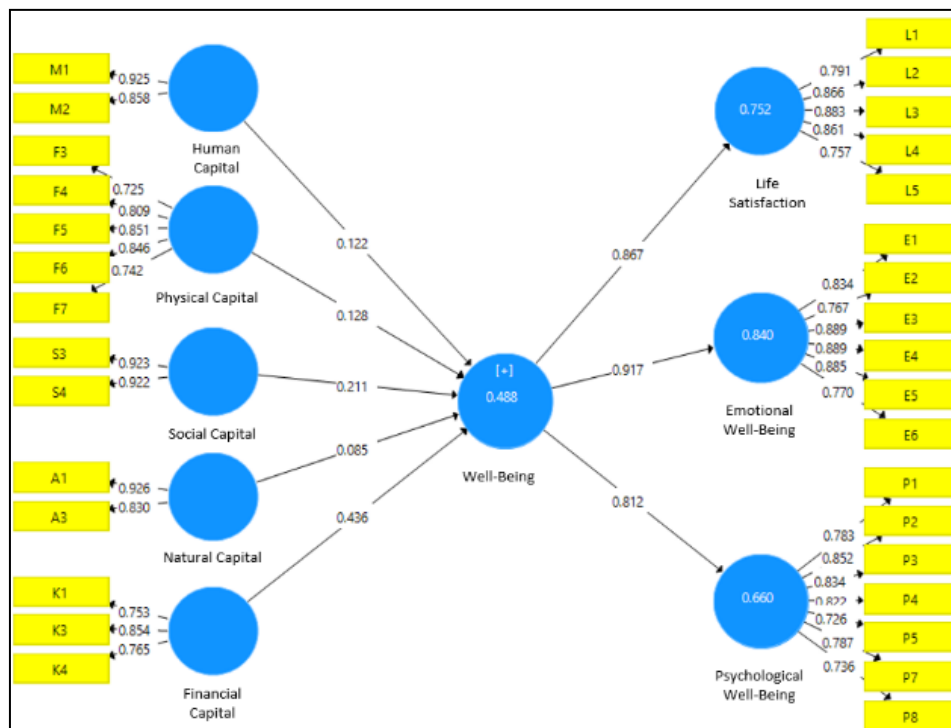 M1
M2
0.925
0.858
Human
Capital
F3
F4
F5
F6
F7
0.725
0.809
0.851
0.846
0.742
Physical Capital
S3
S4
0.923
0.922
Social Capital
A1
A3
0.926
0.830
Natural Capital
K1
K3
K4
0.753
0.854
0.765
Financial
Capital
0.122
0.128
0.211
0.085
0.436
[+]
0.488
Well-Being
0.867
0.917
0.812
0.752
Life
Satisfaction
0.791
0.866
0.883
0.861
0.757
L1
L2
L3
L4
L5
0.840
Emotional
Well-Being
0.834
0.767
0.889
0.889
0.885
0.770
E1
E2
E3
E4
E5
E6
0.660
Psychological
Well-Being
0.783
0.852
0.834
0.822
0.726
0.787
0.736
P1
P2
P3
P4
P5
P7
P8